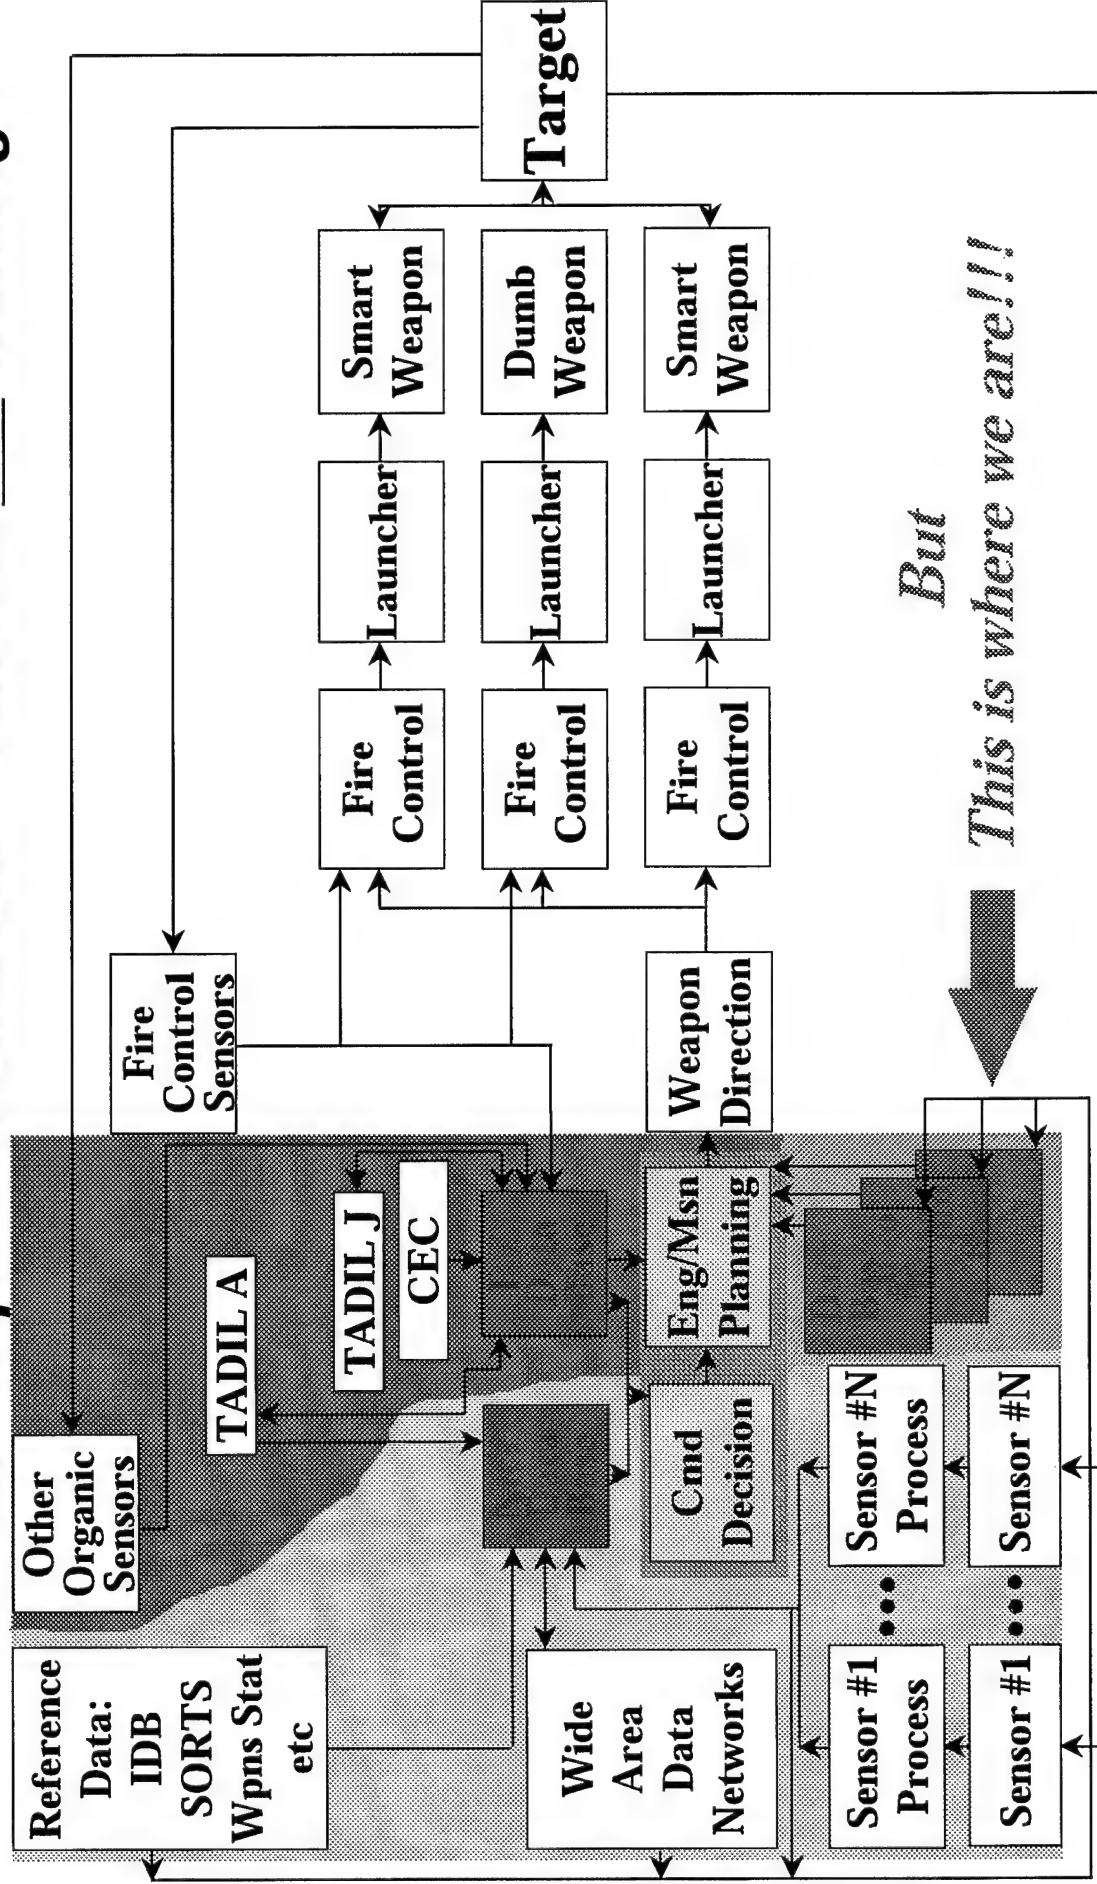 Reference
Data:
IDB
SORTS
Wpns Stat
etc
Other
Organic
Sensors
Fire
Control
Sensors
TADIL A
TADIL J
CEC
Smart
Weapon
Launcher
Fire
Control
Dumb
Weapon
Launcher
Fire
Control
Smart
Weapon
Launcher
Fire
Control
Target
Wide
Area
Data
Networks
Cmd
Decision
Eng/Msn
Planning
Weapon
Direction
Sensor #1
Process
Sensor #N
Process
Sensor #1
Sensor #N
But
This is where we are!!!